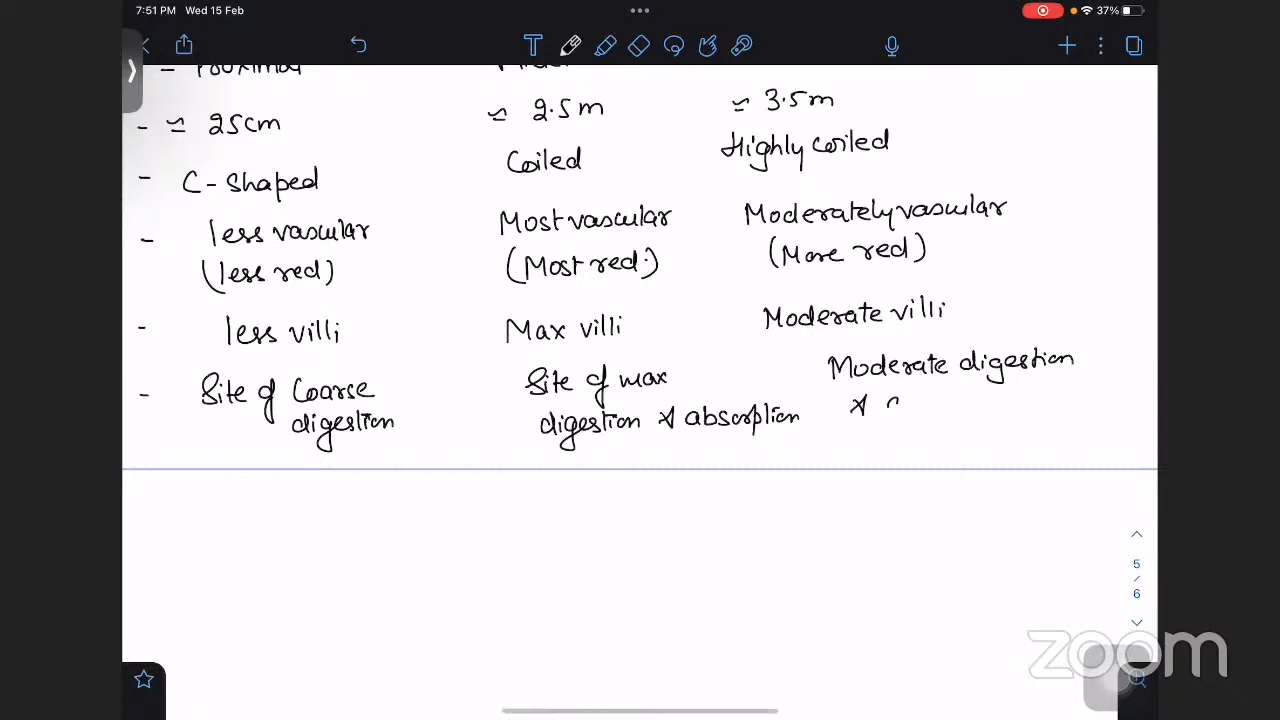 7:51 PM Wed 15 Feb
37%
- Proximal
- ≃ 25cm ≃ 2.5m ≃ 3.5m
- C-shaped Coiled Highly coiled
- less vascular Most vascular Moderately vascular
(less red) (Most red) (More red)
- less villi Max villi Moderate villi
- Site of Coarse Site of max Moderate digestion
digestion digestion & absorption &
5
/
6
zoom